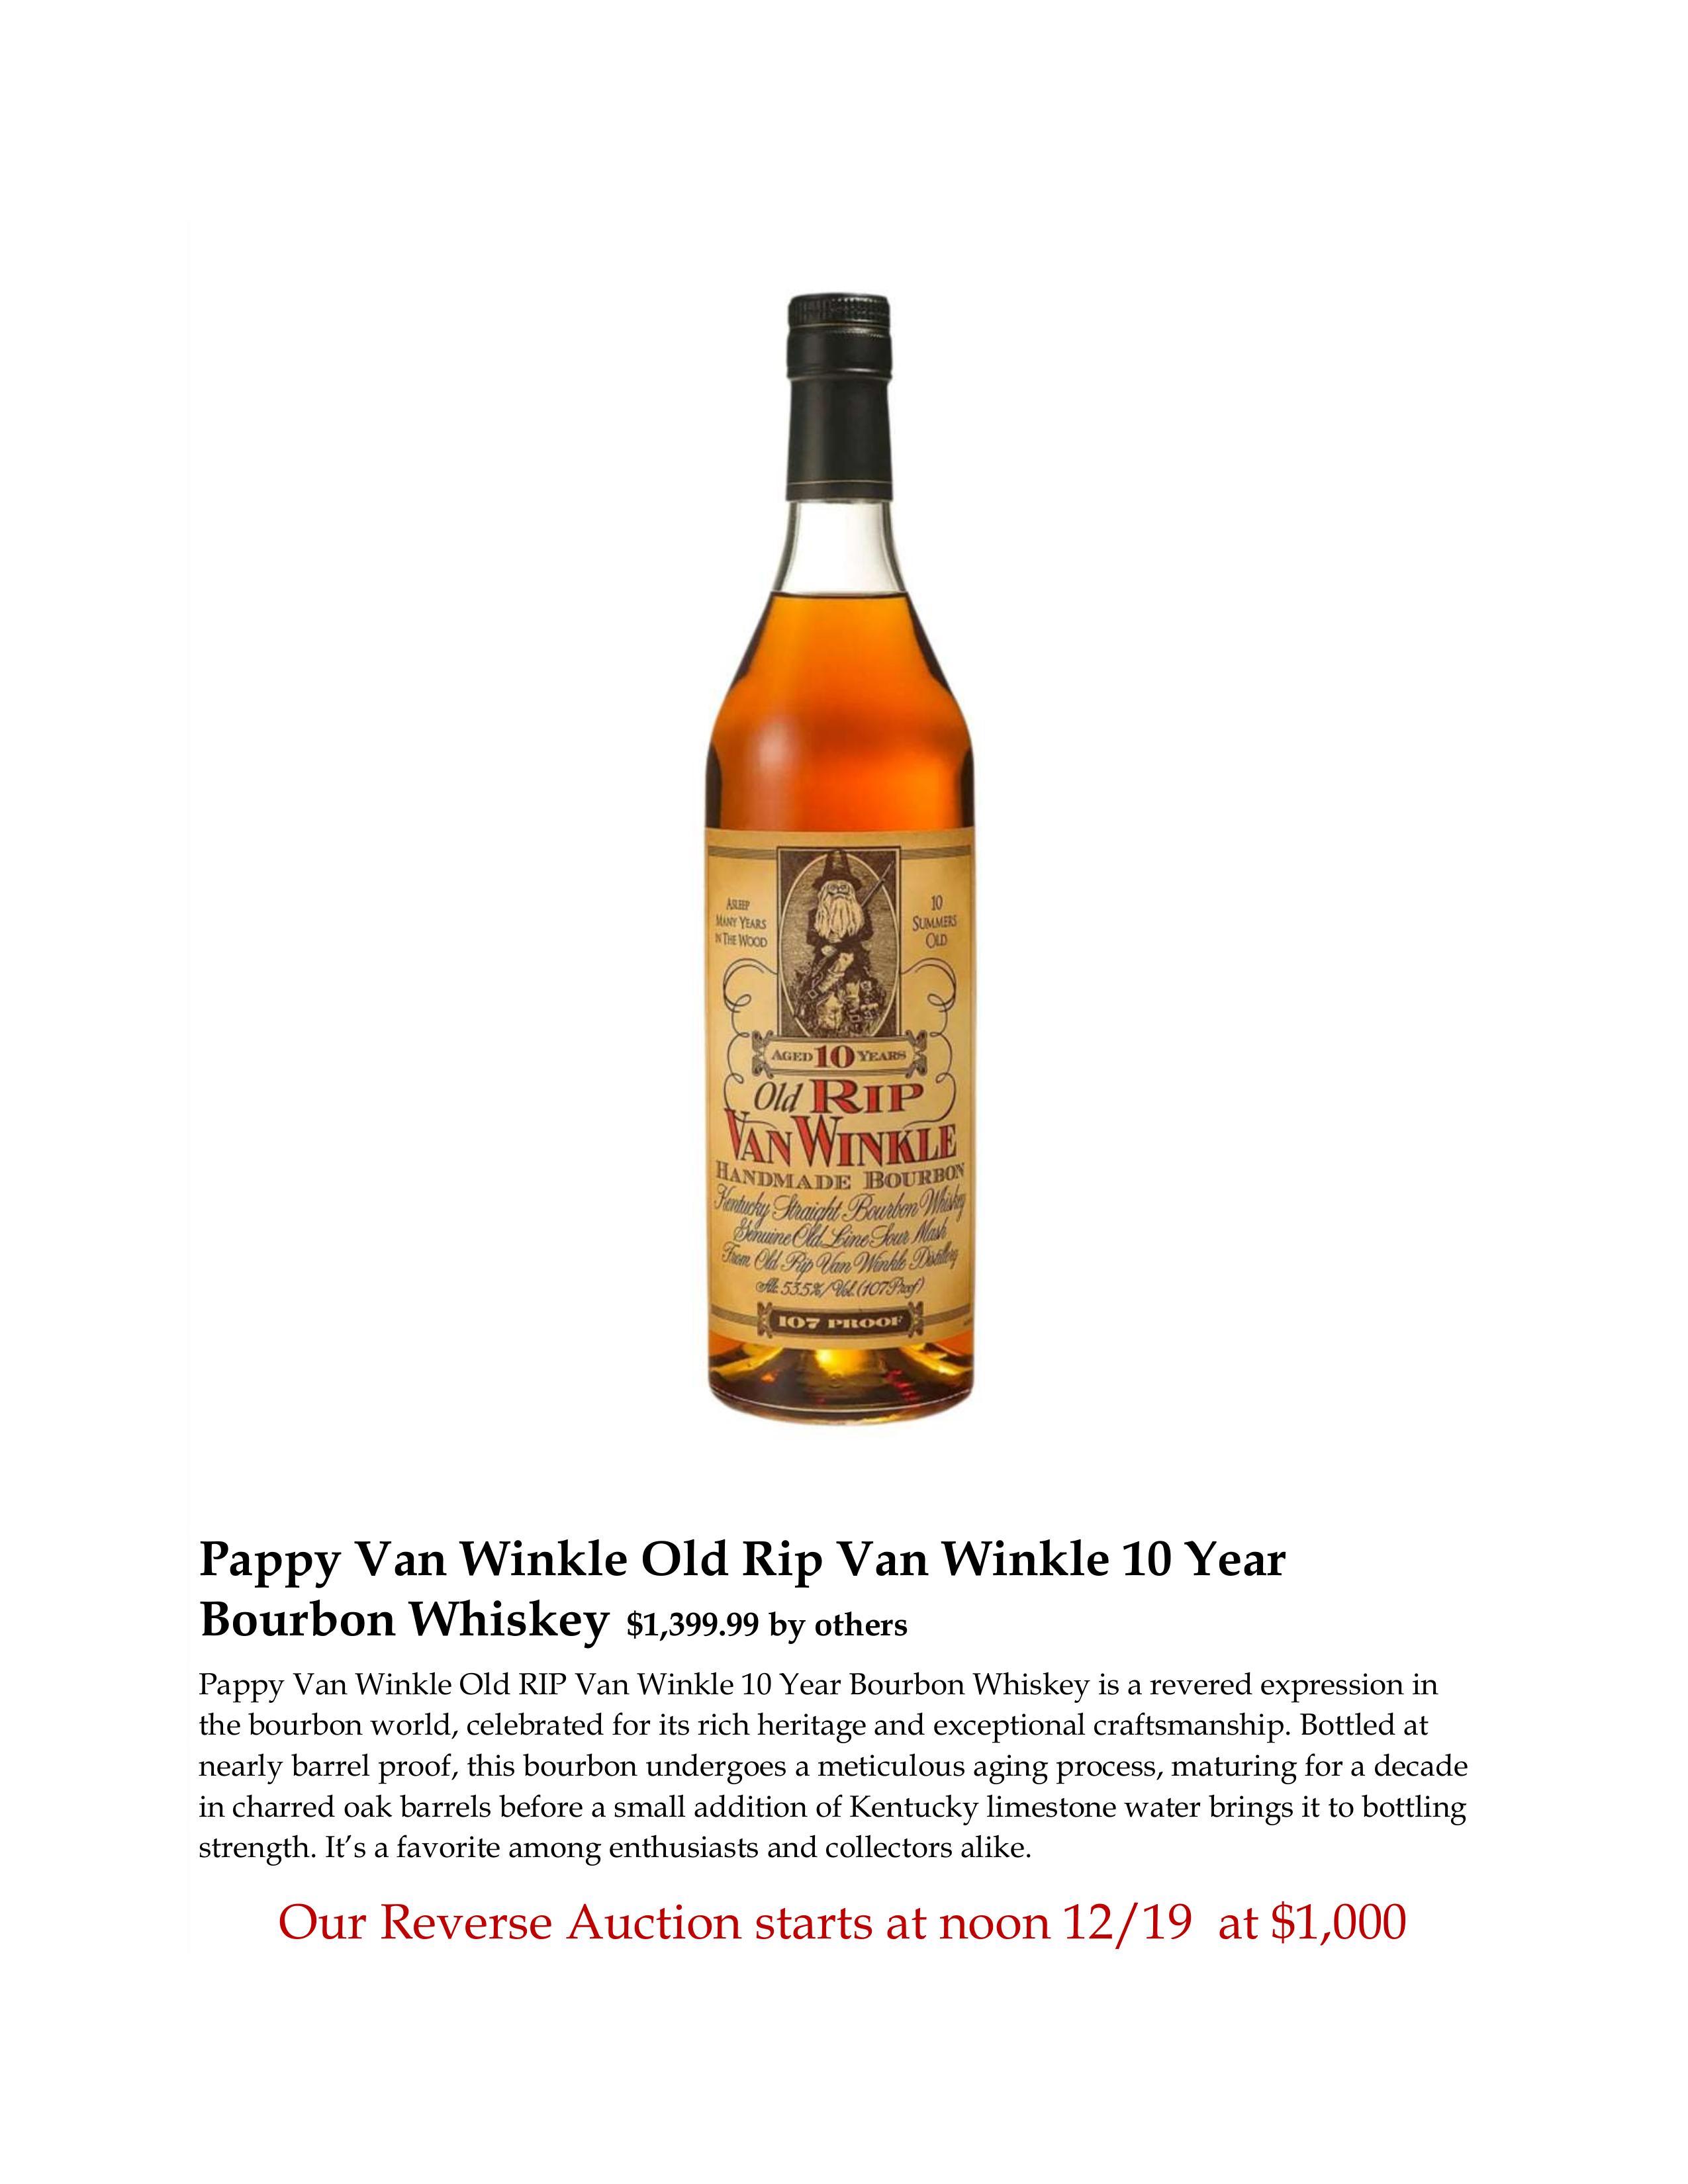 ASLEEP
MANY YEARS
IN THE WOOD
10
SUMMERS
OLD
AGED 10 YEARS
Old RIP
VAN WINKLE
HANDMADE BOURBON
Kentucky Straight Bourbon Whiskey
Genuine Old Line Sour Mash
From Old Rip Van Winkle Distillery
Alc. 53.5%/Vol. (107 Proof)
107 PROOF
Pappy Van Winkle Old Rip Van Winkle 10 Year
Bourbon Whiskey $1,399.99 by others
Pappy Van Winkle Old RIP Van Winkle 10 Year Bourbon Whiskey is a revered expression in
the bourbon world, celebrated for its rich heritage and exceptional craftsmanship. Bottled at
nearly barrel proof, this bourbon undergoes a meticulous aging process, maturing for a decade
in charred oak barrels before a small addition of Kentucky limestone water brings it to bottling
strength. It’s a favorite among enthusiasts and collectors alike.
Our Reverse Auction starts at noon 12/19 at $1,000